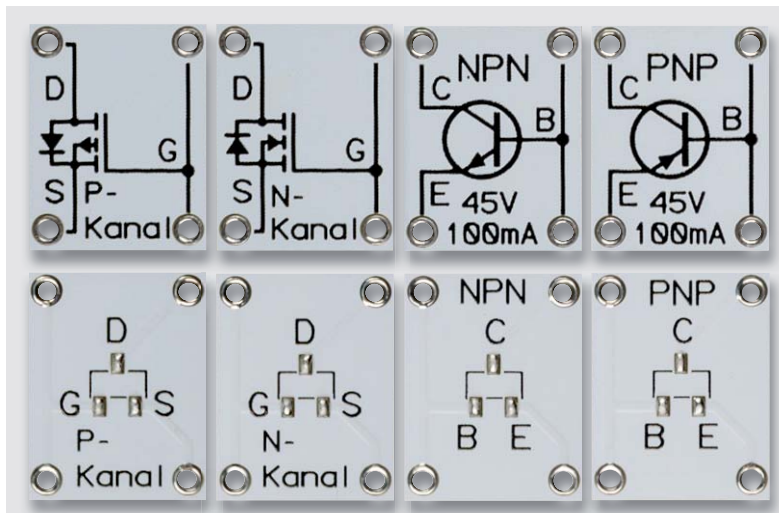 D
G
S P-
Kanal
D
G
S N-
Kanal
NPN
C
B
E
45V
100mA
PNP
C
B
E
45V
100mA
D
G S
P-
Kanal
D
G S
N-
Kanal
NPN
C
B E
PNP
C
B E